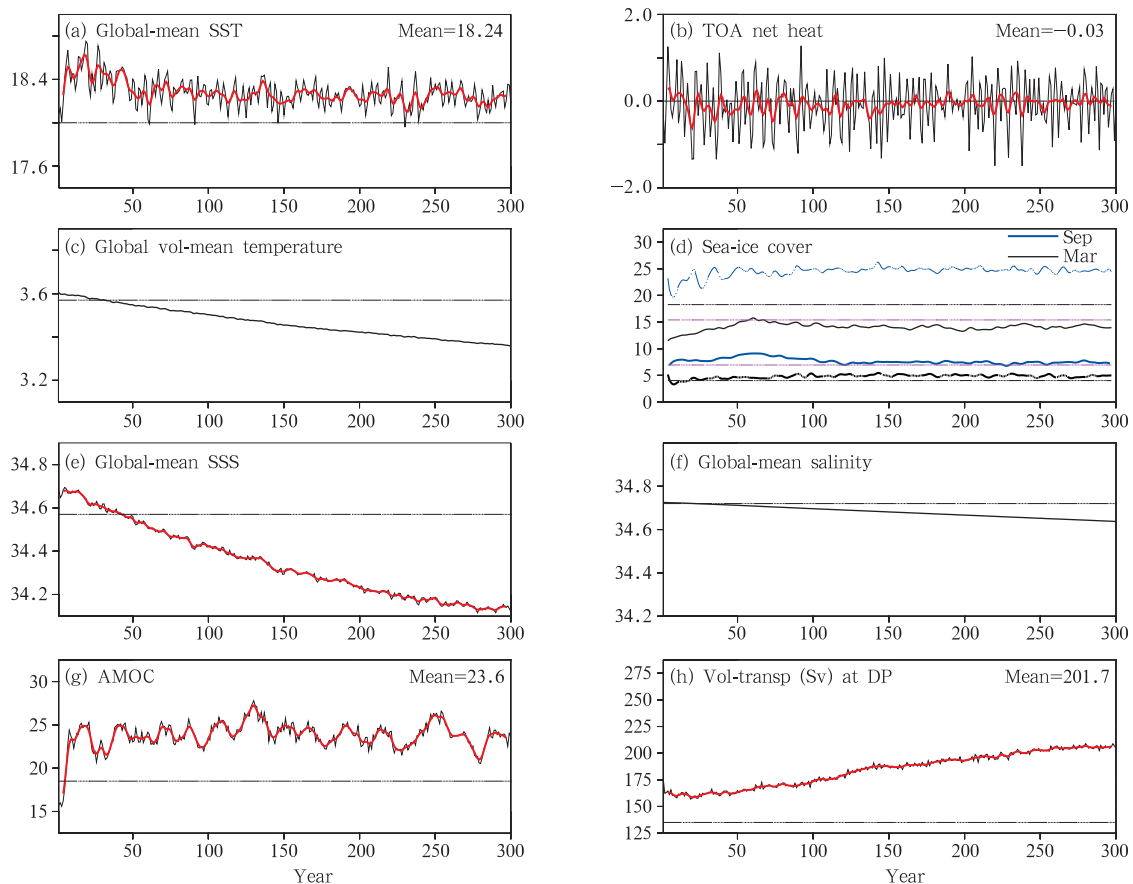 (a) Global-mean SST Mean=18.24
18.4
17.6
50 100 150 200 250 300
(b) TOA net heat Mean=−0.03
2.0
0.0
−2.0
50 100 150 200 250 300
(c) Global vol-mean temperature
3.6
3.2
50 100 150 200 250 300
(d) Sea-ice cover
Sep
Mar
30
25
20
15
10
5
0
50 100 150 200 250 300
(e) Global-mean SSS
34.8
34.6
34.4
34.2
50 100 150 200 250 300
(f) Global-mean salinity
34.8
34.6
34.4
34.2
50 100 150 200 250 300
(g) AMOC Mean=23.6
30
25
20
15
50 100 150 200 250 300
Year
(h) Vol-transp (Sv) at DP Mean=201.7
275
250
225
200
175
150
125
50 100 150 200 250 300
Year